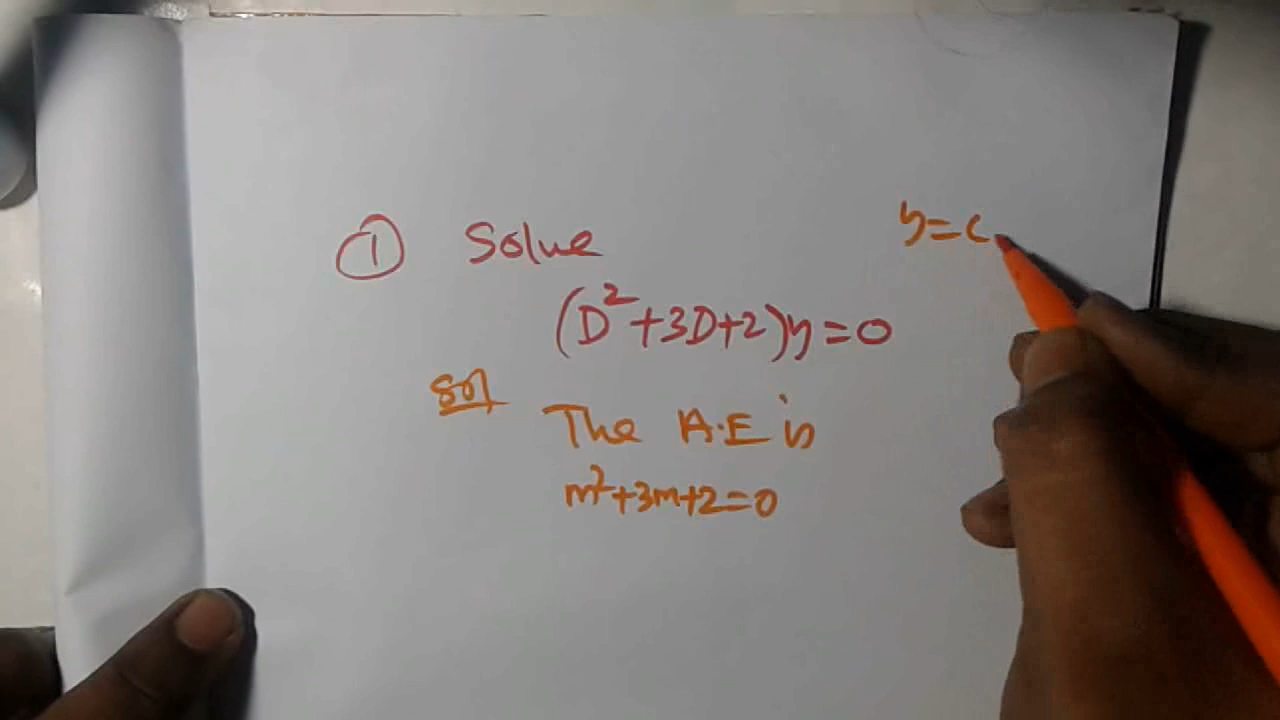 ① Solve
y=c
(D²+3D+2)y=0
Sol The A.E is
m²+3m+2=0